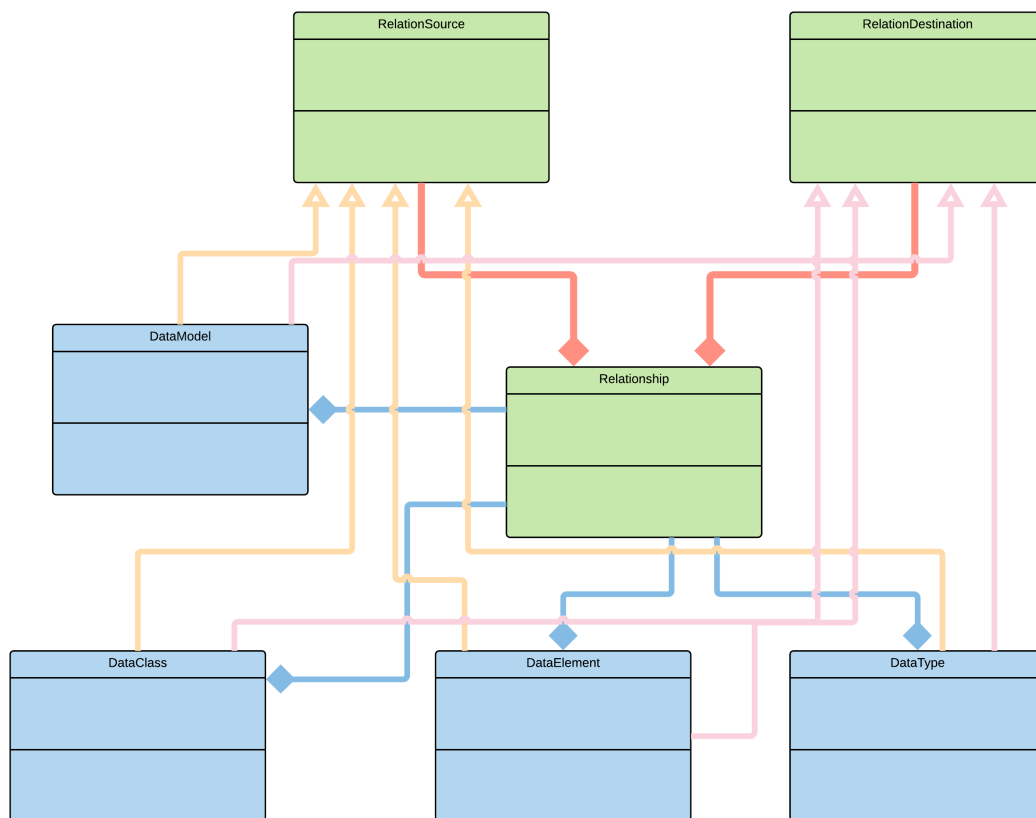 RelationSource
RelationDestination
DataModel
Relationship
DataClass
DataElement
DataType